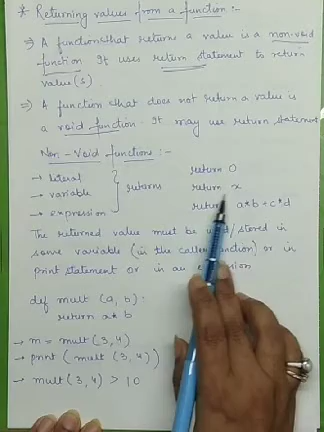 * Returning values from a function :-
⇒ A function that returns a value is a non-void
function. It uses return statement to return
value(s).
⇒ A function that does not return a value is
a void function. It may use return statement
Non-Void functions :-
→ literal
→ variable
→ expression
returns
return 0
return x
return a*b+c*d
The returned value must be used/stored in
some variable (in the caller function) or in
print statement or in an
def mult (a, b):
return a*b
→ m = mult (3, 4)
→ print (mult (3, 4))
→ mult (3, 4) > 10